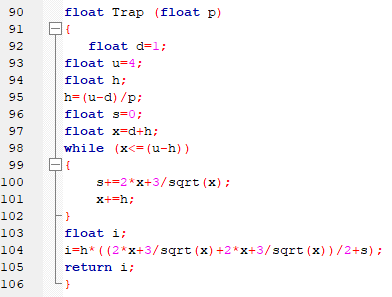 90 float Trap (float p)
91 {
92 float d=1;
93 float u=4;
94 float h;
95 h=(u-d)/p;
96 float s=0;
97 float x=d+h;
98 while (x<=(u-h))
99 {
100 s+=2*x+3/sqrt(x);
101 x+=h;
102 }
103 float i;
104 i=h*((2*x+3/sqrt(x)+2*x+3/sqrt(x))/2+s);
105 return i;
106 }